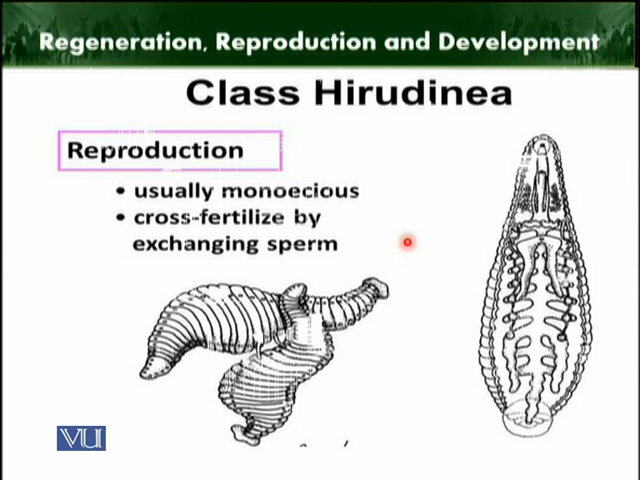 Regeneration, Reproduction and Development
Class Hirudinea
Reproduction
• usually monoecious
• cross-fertilize by
exchanging sperm
VU